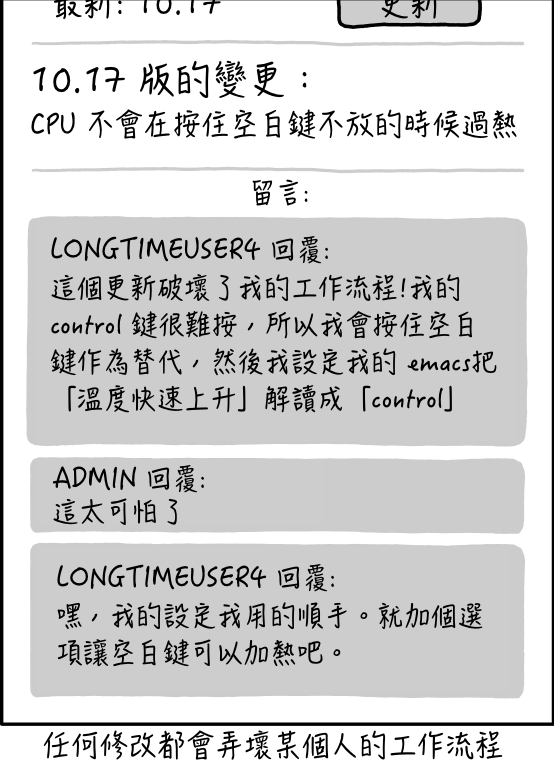 最新: 10.17
更新
10.17 版的變更：
CPU 不會在按住空白鍵不放的時候過熱
留言:
LONGTIMEUSER4 回覆:
這個更新破壞了我的工作流程!我的
control 鍵很難按，所以我會按住空白
鍵作為替代，然後我設定我的 emacs把
「溫度快速上升」解讀成「control」
ADMIN 回覆:
這太可怕了
LONGTIMEUSER4 回覆:
嘿，我的設定我用的順手。就加個選
項讓空白鍵可以加熱吧。
任何修改都會弄壞某個人的工作流程